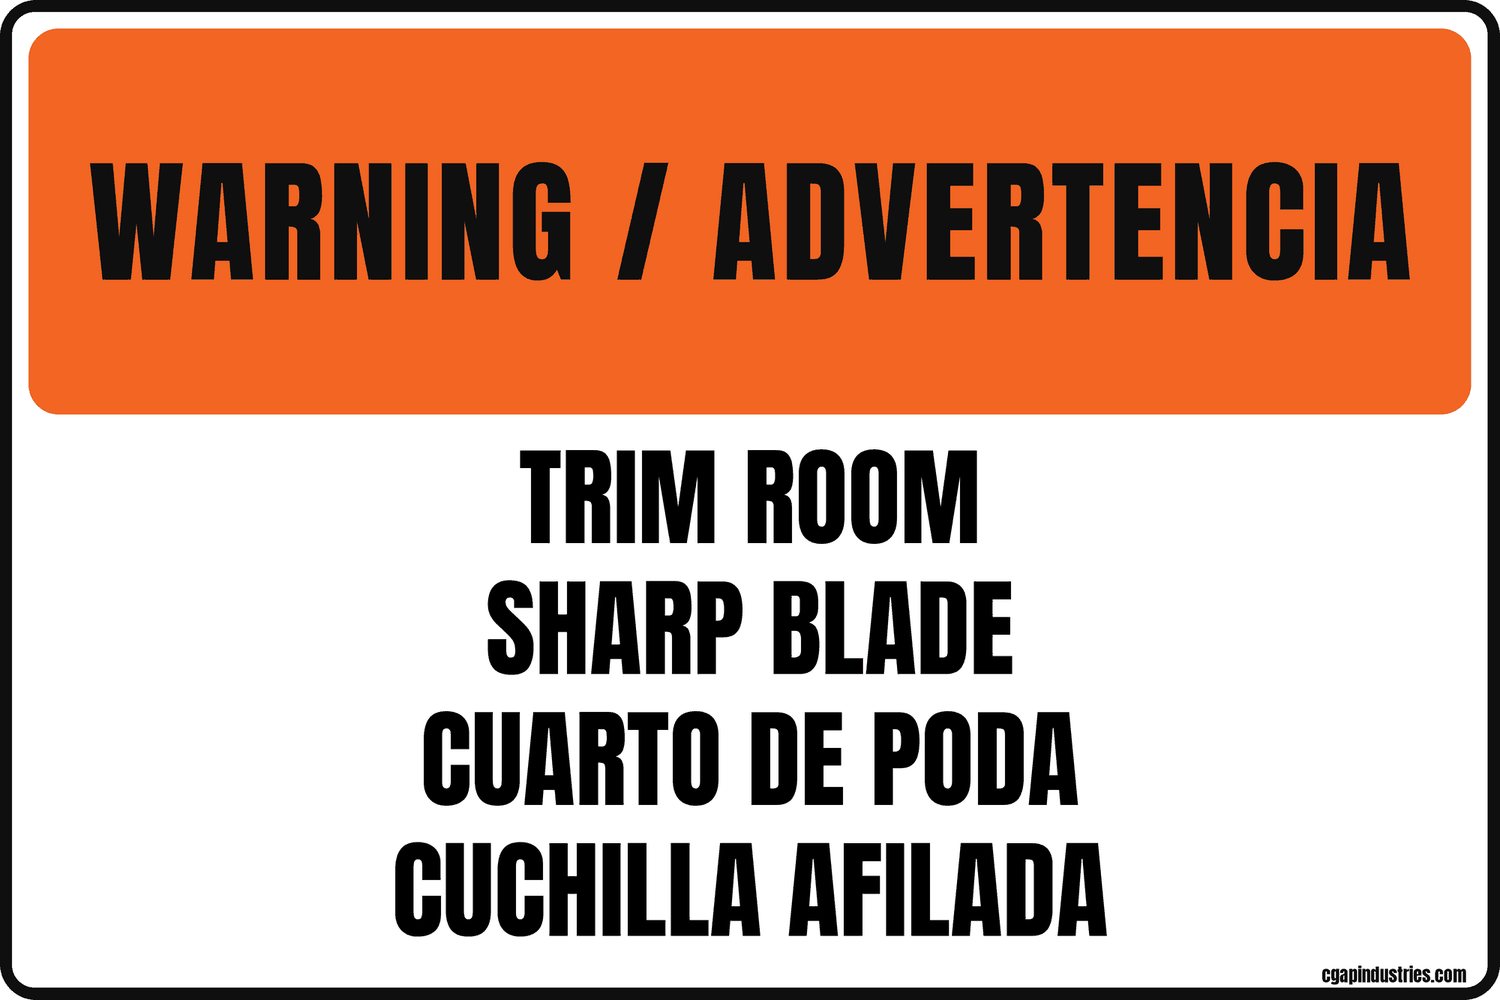 WARNING / ADVERTENCIA
TRIM ROOM
SHARP BLADE
CUARTO DE PODA
CUCHILLA AFILADA
cgapindustries.com